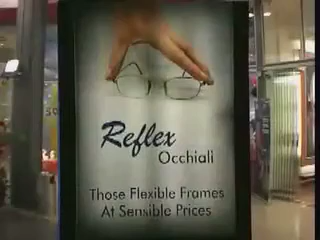 Reflex
Occhiali
Those Flexible Frames
At Sensible Prices